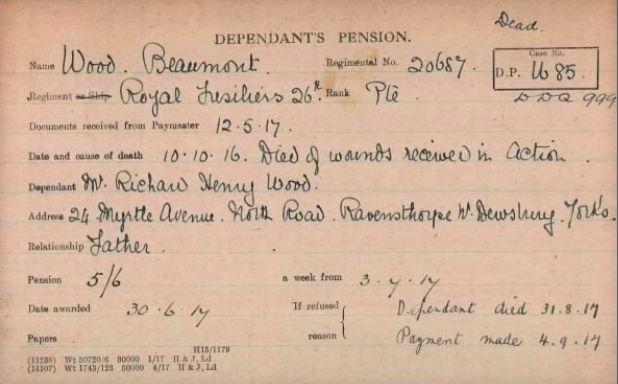 Dead.
DEPENDANT'S PENSION.
Name Wood. Beaumont. Regimental No. 20687.
Case No.
D.P. U 85.
Regiment or Ship Royal Fusiliers 26th. Rank Pte
D D Q 999
Documents received from Paymaster 12.5.17.
Date and cause of death 10.10.16. Died of wounds received in Action.
Dependant Mr. Richard Henry Wood.
Address 24 Myrtle Avenue. North Road. Ravensthorpe Nr. Dewsbury. Yorks.
Relationship Father.
Pension 5/6 a week from 3.7.17
Date awarded 30.6.17 If refused Dependant died 31.8.17
Papers reason Payment made 4.9.17
H15/1179
(11238) Wt 50720/6 50000 1/17 H & J, Ld
(14107) Wt 1743/123 50000 4/17 H & J, Ld